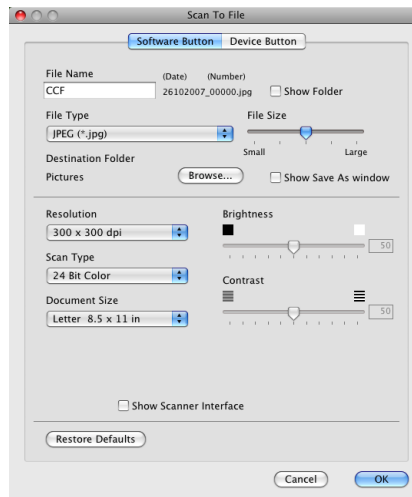 Scan To File
Software Button Device Button
File Name (Date) (Number)
CCF 26102007_00000.jpg Show Folder
File Type File Size
JPEG (*.jpg)
Small Large
Destination Folder
Pictures Browse... Show Save As window
Resolution Brightness
300 x 300 dpi
50
Scan Type
24 Bit Color
Contrast
Document Size
Letter 8.5 x 11 in 50
Show Scanner Interface
Restore Defaults
Cancel OK